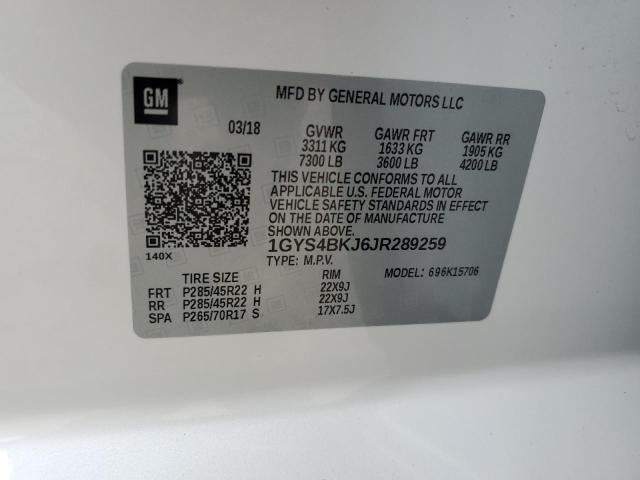 GM
MFD BY GENERAL MOTORS LLC
03/18 GVWR GAWR FRT GAWR RR
3311 KG 1633 KG 1905 KG
7300 LB 3600 LB 4200 LB
THIS VEHICLE CONFORMS TO ALL
APPLICABLE U.S. FEDERAL MOTOR
VEHICLE SAFETY STANDARDS IN EFFECT
ON THE DATE OF MANUFACTURE
SHOWN ABOVE.
1GYS4BKJ6JR289259
140X TYPE: M.P.V.
TIRE SIZE RIM MODEL: 696K15706
FRT P285/45R22 H 22X9J
RR P285/45R22 H 22X9J
SPA P265/70R17 S 17X7.5J